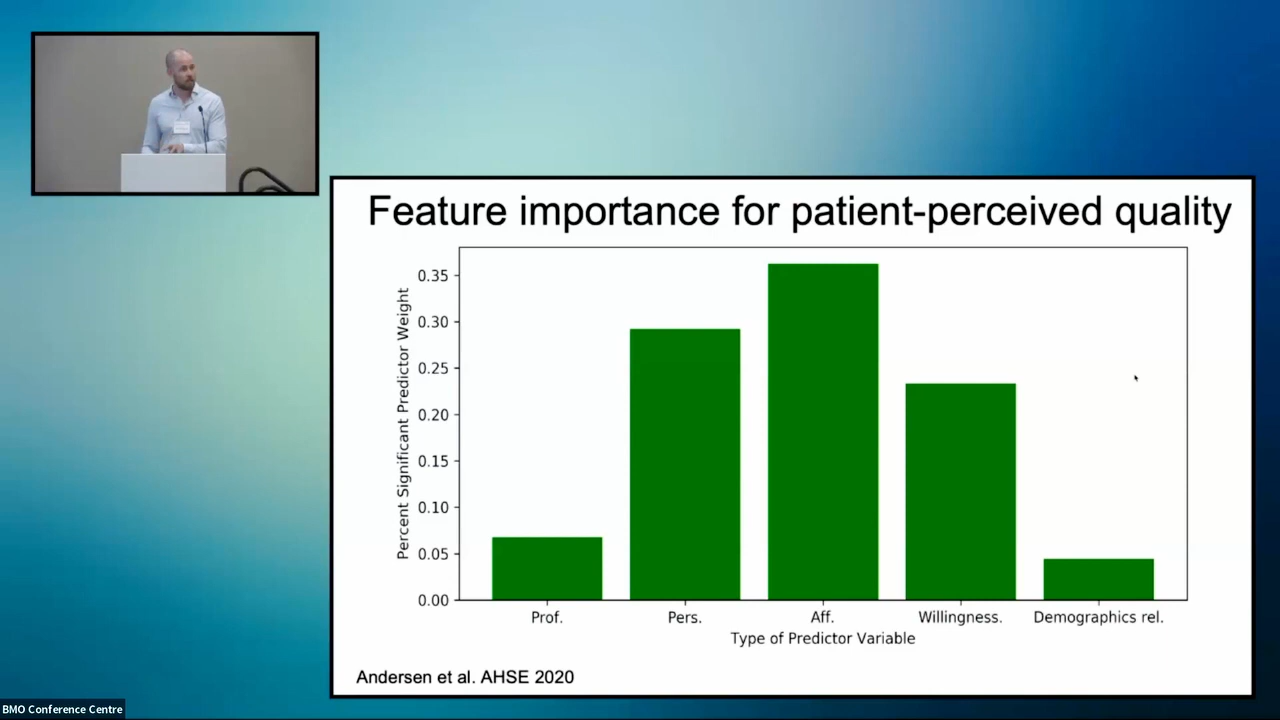 Feature importance for patient-perceived quality
Percent Significant Predictor Weight
0.35
0.30
0.25
0.20
0.15
0.10
0.05
0.00
Prof. Pers. Aff. Willingness. Demographics rel.
Type of Predictor Variable
Andersen et al. AHSE 2020
BMO Conference Centre